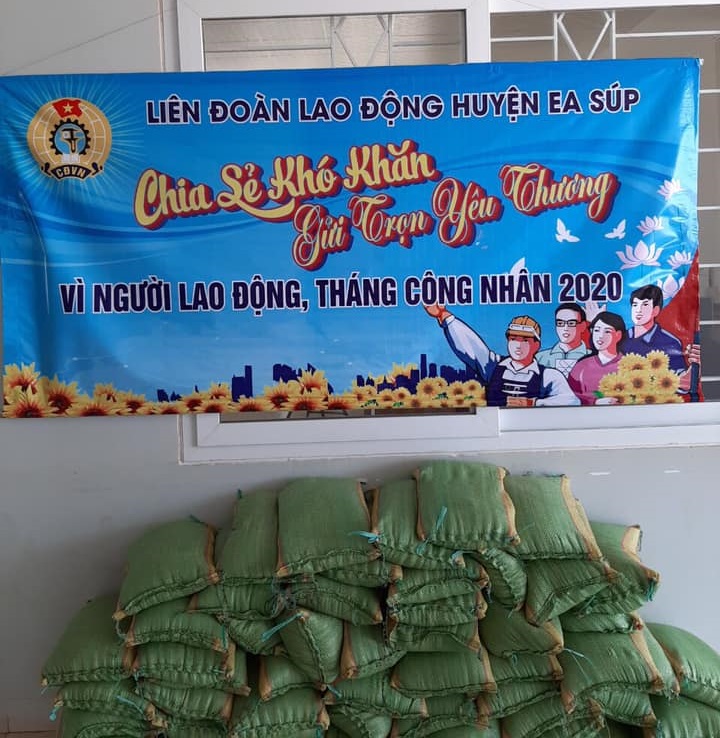 LIÊN ĐOÀN LAO ĐỘNG HUYỆN EA SÚP
CĐVN
Chia Sẻ Khó Khăn
Gửi Trọn Yêu Thương
VÌ NGƯỜI LAO ĐỘNG, THÁNG CÔNG NHÂN 2020